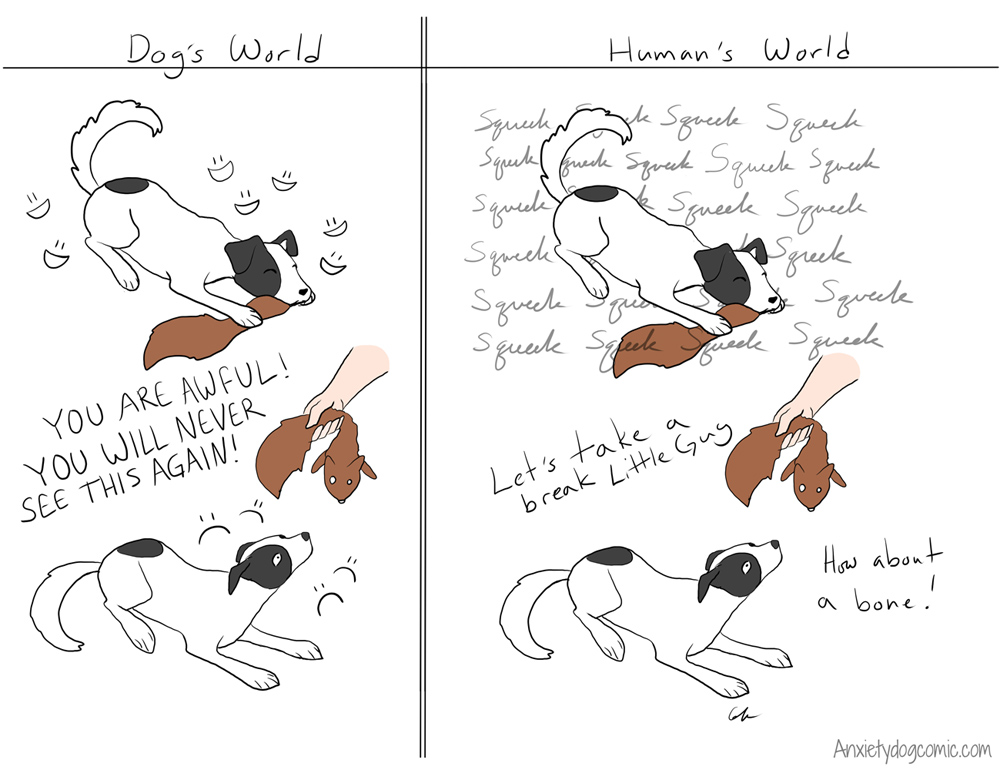 Dog's World
YOU ARE AWFUL!
YOU WILL NEVER
SEE THIS AGAIN!
Human's World
Squeek Squeek Squeek
Squeek Squeek Squeek Squeek
Squeek Squeek Squeek
Squeek Squeek
Squeek Squeek
Squeek Squeek Squeek Squeek
Let's take a
break Little Guy
How about
a bone!
Anxietydogcomic.com